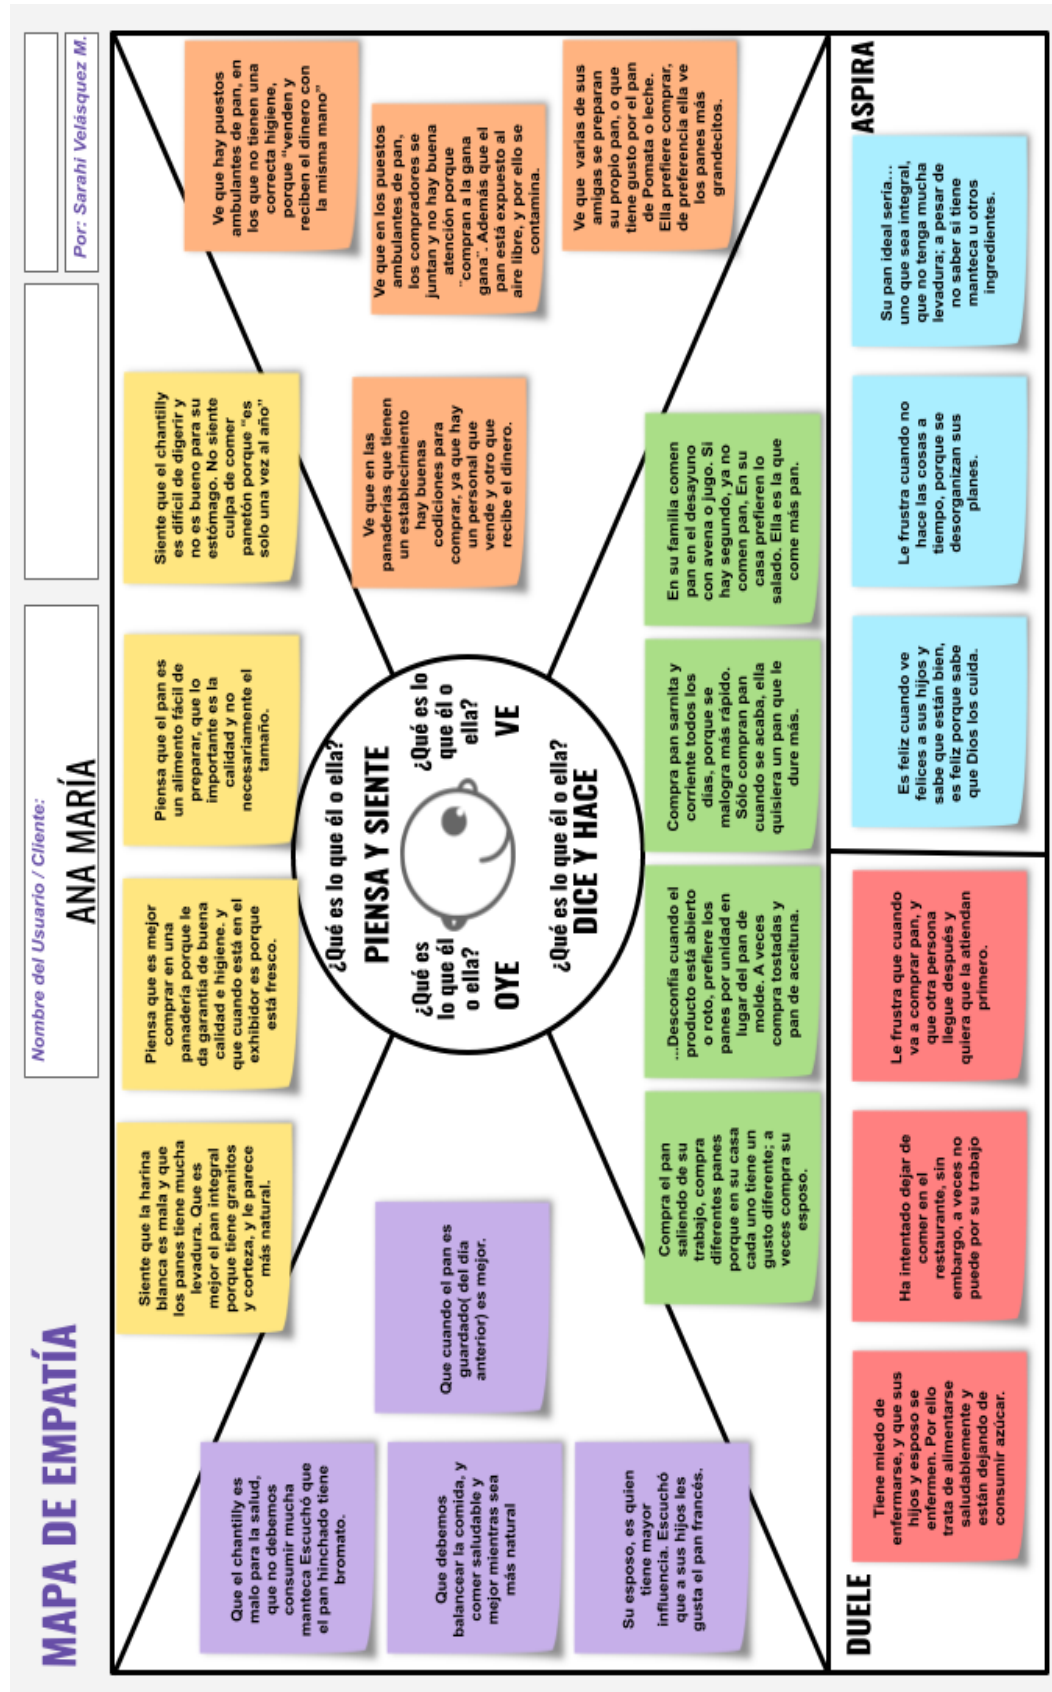 MAPA DE EMPATÍA
Nombre del Usuario / Cliente:
ANA MARÍA
Por: Sarahi Velásquez M.
Siente que la harina
blanca es mala y que
los panes tiene mucha
levadura. Que es
mejor el pan integral
porque tiene granitos
y corteza, y le parece
más natural.
Piensa que es mejor
comprar en una
panadería porque le
da garantía de buena
calidad e higiene. y
que cuando está en el
exhibidor es porque
está fresco.
Piensa que el pan es
un alimento fácil de
preparar, que lo
importante es la
calidad y no
necesariamente el
tamaño.
Siente que el chantilly
es difícil de digerir y
no es bueno para su
estómago. No siente
culpa de comer
panetón porque "es
solo una vez al año"
¿Qué es lo que él o ella?
PIENSA Y SIENTE
¿Qué es
lo que él
o ella?
OYE
¿Qué es lo
que él o
ella?
VE
¿Qué es lo que él o ella?
DICE Y HACE
Que el chantilly es
malo para la salud,
que no debemos
consumir mucha
manteca Escuchó que
el pan hinchado tiene
bromato.
Que debemos
balancear la comida, y
comer saludable y
mejor mientras sea
más natural
Su esposo, es quien
tiene mayor
influencia. Escuchó
que a sus hijos les
gusta el pan francés.
Que cuando el pan es
guardado( del día
anterior) es mejor.
Ve que en las
panaderías que tienen
un establecimiento
hay buenas
codiciones para
comprar, ya que hay
un personal que
vende y otro que
recibe el dinero.
Ve que hay puestos
ambulantes de pan, en
los que no tienen una
correcta higiene,
porque "venden y
reciben el dinero con
la misma mano"
Ve que en los puestos
ambulantes de pan,
los compradores se
juntan y no hay buena
atención porque
"compran a la gana
gana". Además que el
pan está expuesto al
aire libre, y por ello se
contamina.
Ve que varias de sus
amigas se preparan
su propio pan, o que
tiene gusto por el pan
de Pomata o leche.
Ella prefiere comprar,
de preferencia ella ve
los panes más
grandecitos.
Compra el pan
saliendo de su
trabajo, compra
diferentes panes
porque en su casa
cada uno tiene un
gusto diferente; a
veces compra su
esposo.
...Desconfia cuando el
producto está abierto
o roto, prefiere los
panes por unidad en
lugar del pan de
molde. A veces
compra tostadas y
pan de aceituna.
Compra pan sarnita y
corriente todos los
días, porque se
malogra más rápido.
Sólo compran pan
cuando se acaba, ella
quisiera un pan que le
dure más.
En su familia comen
pan en el desayuno
con avena o jugo. Si
hay segundo, ya no
comen pan, En su
casa prefieren lo
salado. Ella es la que
come más pan.
DUELE
Tiene miedo de
enfermarse, y que sus
hijos y esposo se
enfermen. Por ello
trata de alimentarse
saludablemente y
están dejando de
consumir azúcar.
Ha intentado dejar de
comer en el
restaurante, sin
embargo, a veces no
puede por su trabajo
Le frustra que cuando
va a comprar pan, y
que otra persona
llegue después y
quiera que la atiendan
primero.
ASPIRA
Es feliz cuando ve
felices a sus hijos y
sabe que están bien,
es feliz porque sabe
que Dios los cuida.
Le frustra cuando no
hace las cosas a
tiempo, porque se
desorganizan sus
planes.
Su pan ideal sería...
uno que sea integral,
que no tenga mucha
levadura; a pesar de
no saber si tiene
manteca u otros
ingredientes.